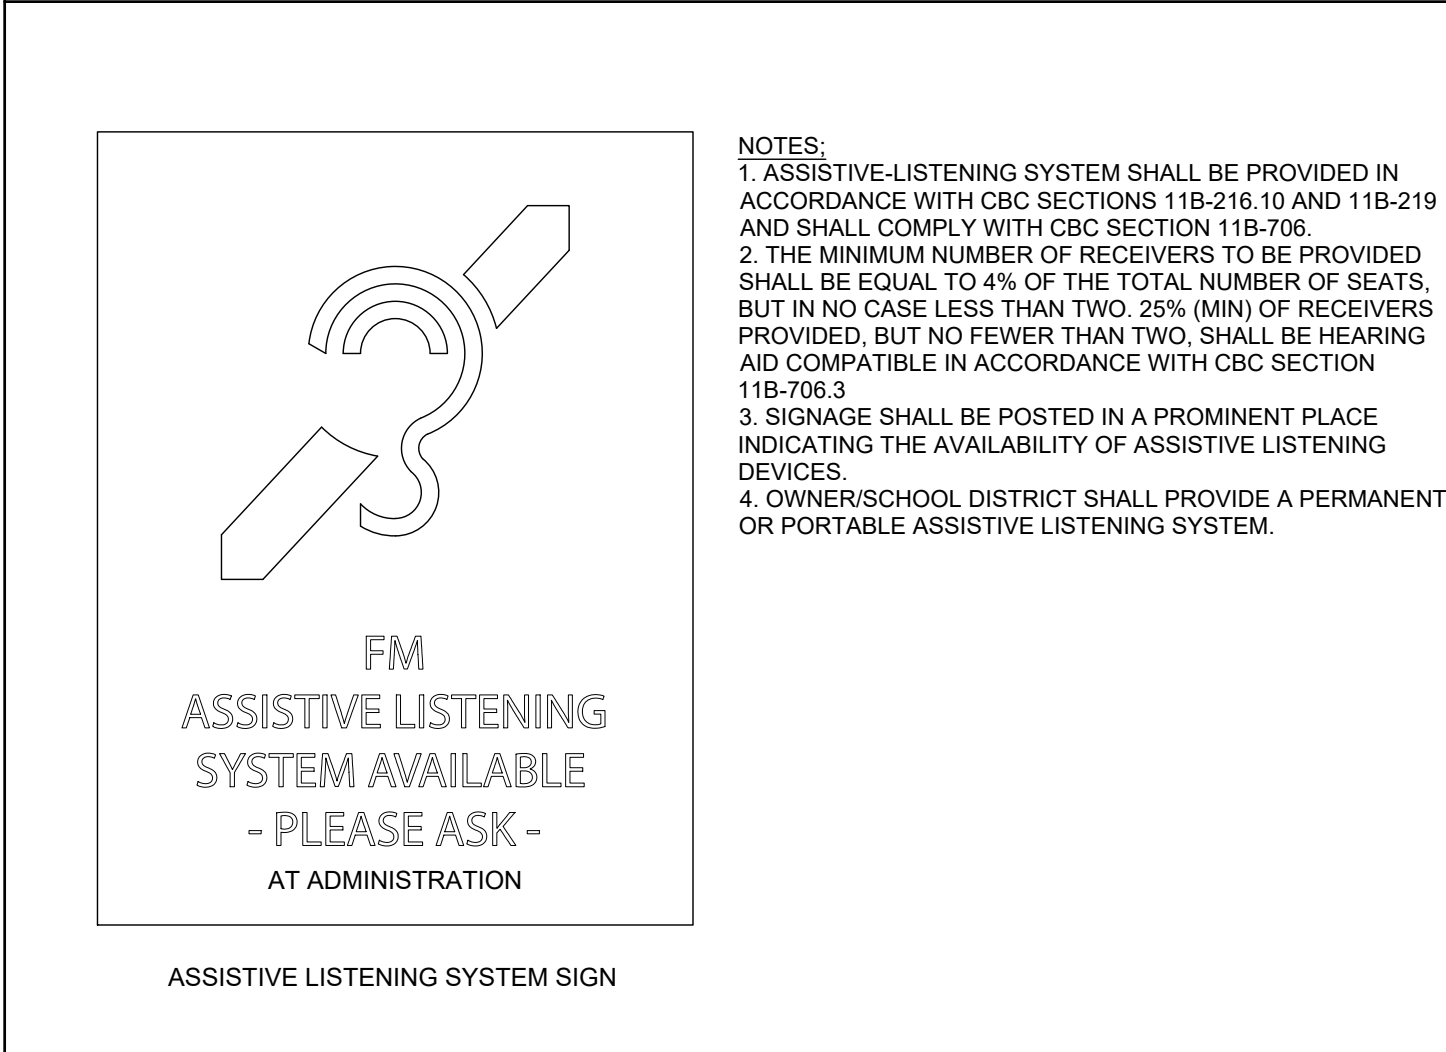 FM
ASSISTIVE LISTENING
SYSTEM AVAILABLE
- PLEASE ASK -
AT ADMINISTRATION
ASSISTIVE LISTENING SYSTEM SIGN
NOTES;
1. ASSISTIVE-LISTENING SYSTEM SHALL BE PROVIDED IN
ACCORDANCE WITH CBC SECTIONS 11B-216.10 AND 11B-219
AND SHALL COMPLY WITH CBC SECTION 11B-706.
2. THE MINIMUM NUMBER OF RECEIVERS TO BE PROVIDED
SHALL BE EQUAL TO 4% OF THE TOTAL NUMBER OF SEATS,
BUT IN NO CASE LESS THAN TWO. 25% (MIN) OF RECEIVERS
PROVIDED, BUT NO FEWER THAN TWO, SHALL BE HEARING
AID COMPATIBLE IN ACCORDANCE WITH CBC SECTION
11B-706.3
3. SIGNAGE SHALL BE POSTED IN A PROMINENT PLACE
INDICATING THE AVAILABILITY OF ASSISTIVE LISTENING
DEVICES.
4. OWNER/SCHOOL DISTRICT SHALL PROVIDE A PERMANENT
OR PORTABLE ASSISTIVE LISTENING SYSTEM.